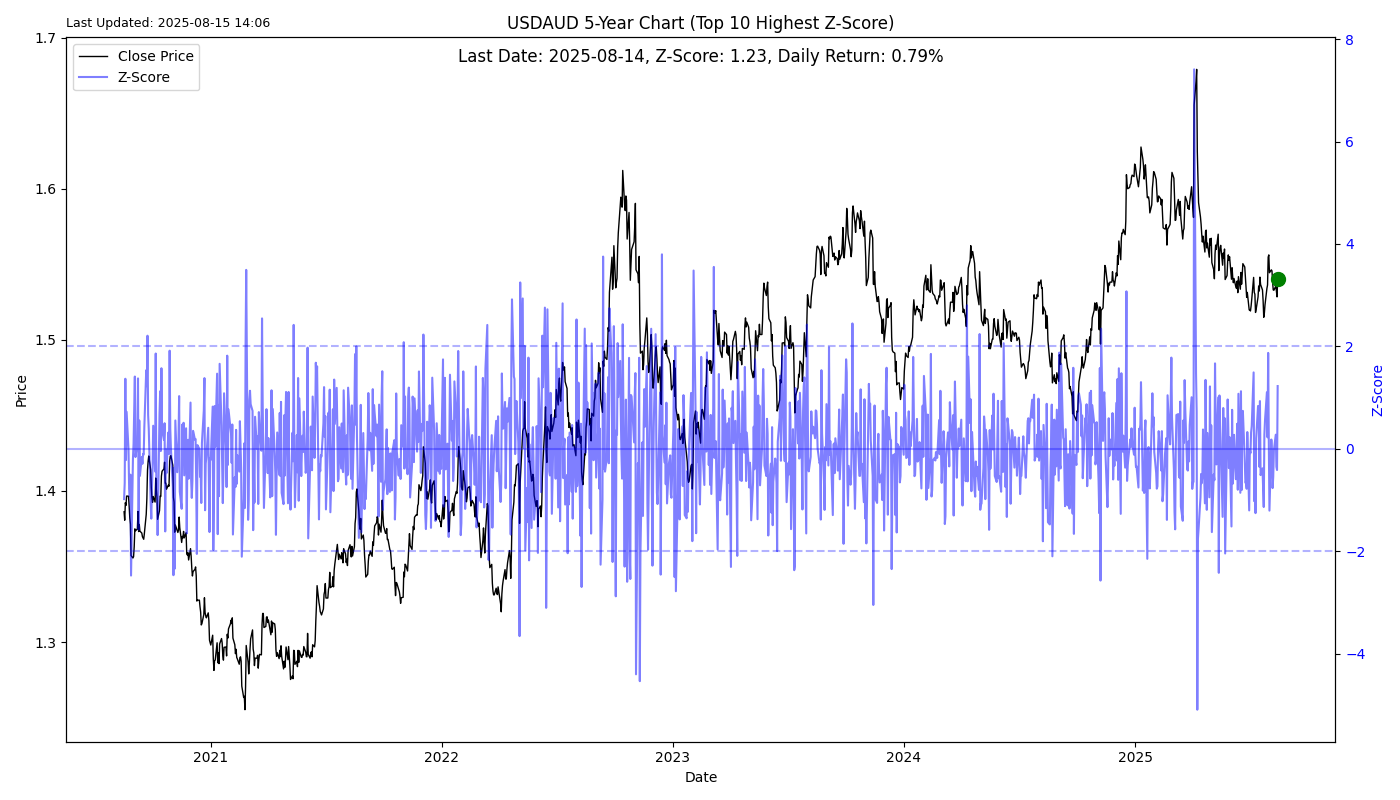 Last Updated: 2025-08-15 14:06
USDAUD 5-Year Chart (Top 10 Highest Z-Score)
Last Date: 2025-08-14, Z-Score: 1.23, Daily Return: 0.79%
Close Price
Z-Score
Price
1.7
1.6
1.5
1.4
1.3
8
6
4
2
0
−2
−4
Z-Score
2021
2022
2023
2024
2025
Date